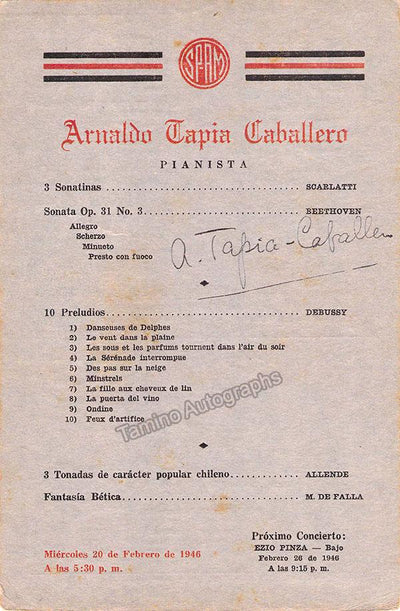 SPAM
Arnaldo Tapia Caballero
PIANISTA
3 Sonatinas ........................................ SCARLATTI
Sonata Op. 31 No. 3 ........................................ BEETHOVEN
Allegro
Scherzo
Minueto
Presto con fuoco
A. Tapia-Caballero
10 Preludios ........................................ DEBUSSY
1) Danseuses de Delphes
2) Le vent dans la plaine
3) Les sous et les parfums tournent dans l'air du soir
4) La Sérénade interrompue
5) Des pas sur la neige
6) Minstrels
7) La fille aux cheveux de lin
8) La puerta del vino
9) Ondine
10) Feux d'artifice
Tamino Autographs
3 Tonadas de carácter popular chileno ................ ALLENDE
Fantasía Bética ........................................ M. DE FALLA
Miércoles 20 de Febrero de 1946
A las 5:30 p. m.
Próximo Concierto:
EZIO PINZA — Bajo
Febrero 26 de 1946
A las 9:15 p. m.